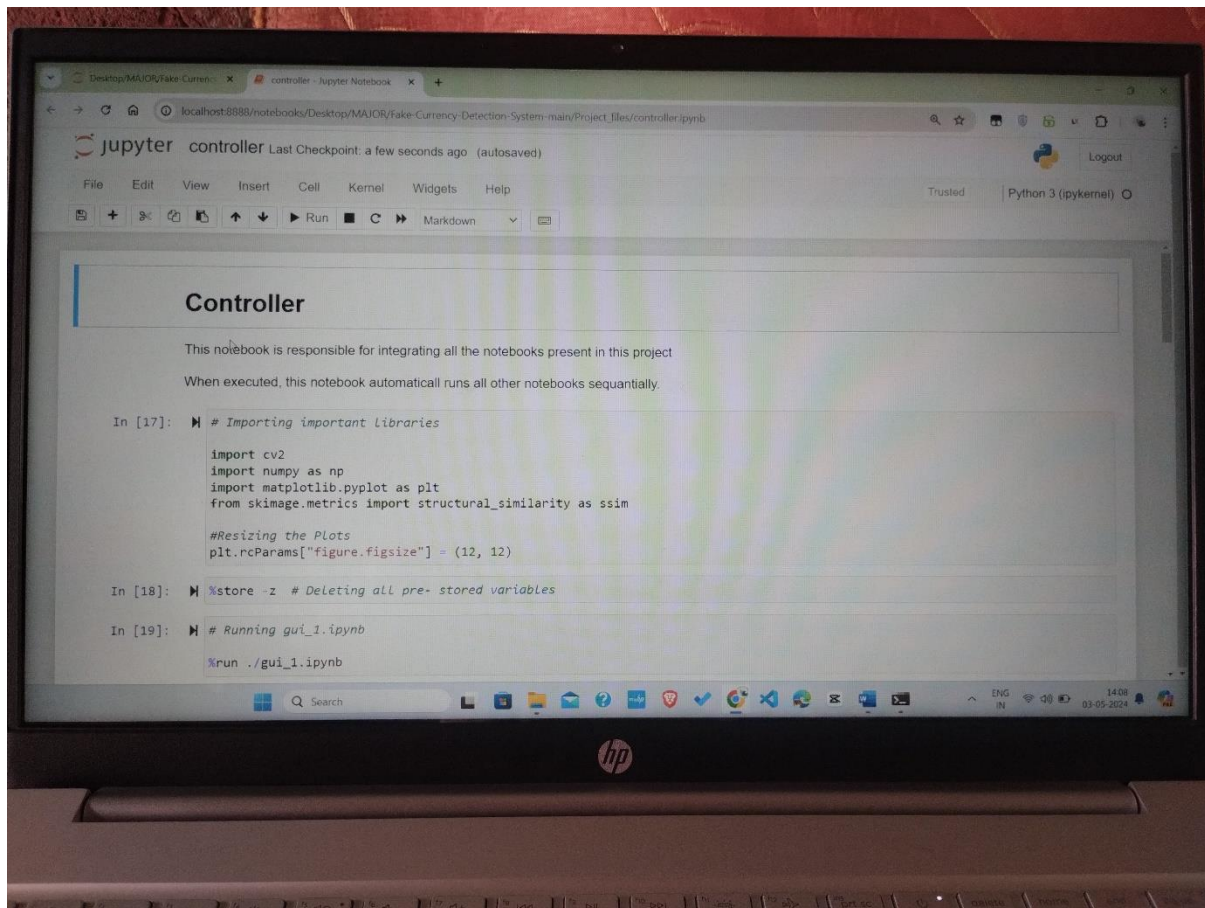 Desktop/MAJOR/Fake-Currenc
controller - Jupyter Notebook
localhost:8888/notebooks/Desktop/MAJOR/Fake-Currency-Detection-System-main/Project_files/controller.ipynb
jupyter controller Last Checkpoint: a few seconds ago (autosaved)
Logout
File Edit View Insert Cell Kernel Widgets Help
Trusted
Python 3 (ipykernel)
Run
Markdown
Controller
This notebook is responsible for integrating all the notebooks present in this project
When executed, this notebook automaticall runs all other notebooks sequantially.
In [17]:
# Importing important Libraries
import cv2
import numpy as np
import matplotlib.pyplot as plt
from skimage.metrics import structural_similarity as ssim
#Resizing the Plots
plt.rcParams["figure.figsize"] = (12, 12)
In [18]: %store -z # Deleting all pre- stored variables
In [19]: # Running gui_1.ipynb
%run ./gui_1.ipynb
Search
ENG
IN
14:08
03-05-2024
hp
delete home end